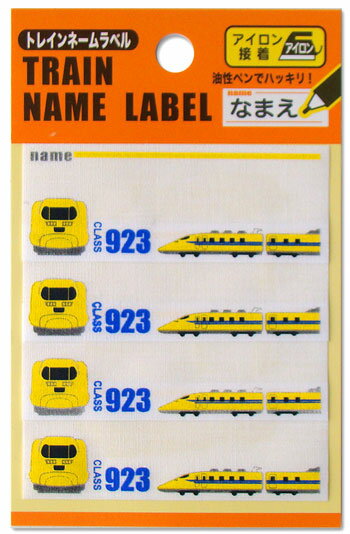 トレインネームラベル
TRAIN
NAME LABEL
アイロン
接着
アイロン
油性ペンでハッキリ!
name
なまえ
name
CLASS 923
CLASS 923
CLASS 923
CLASS 923